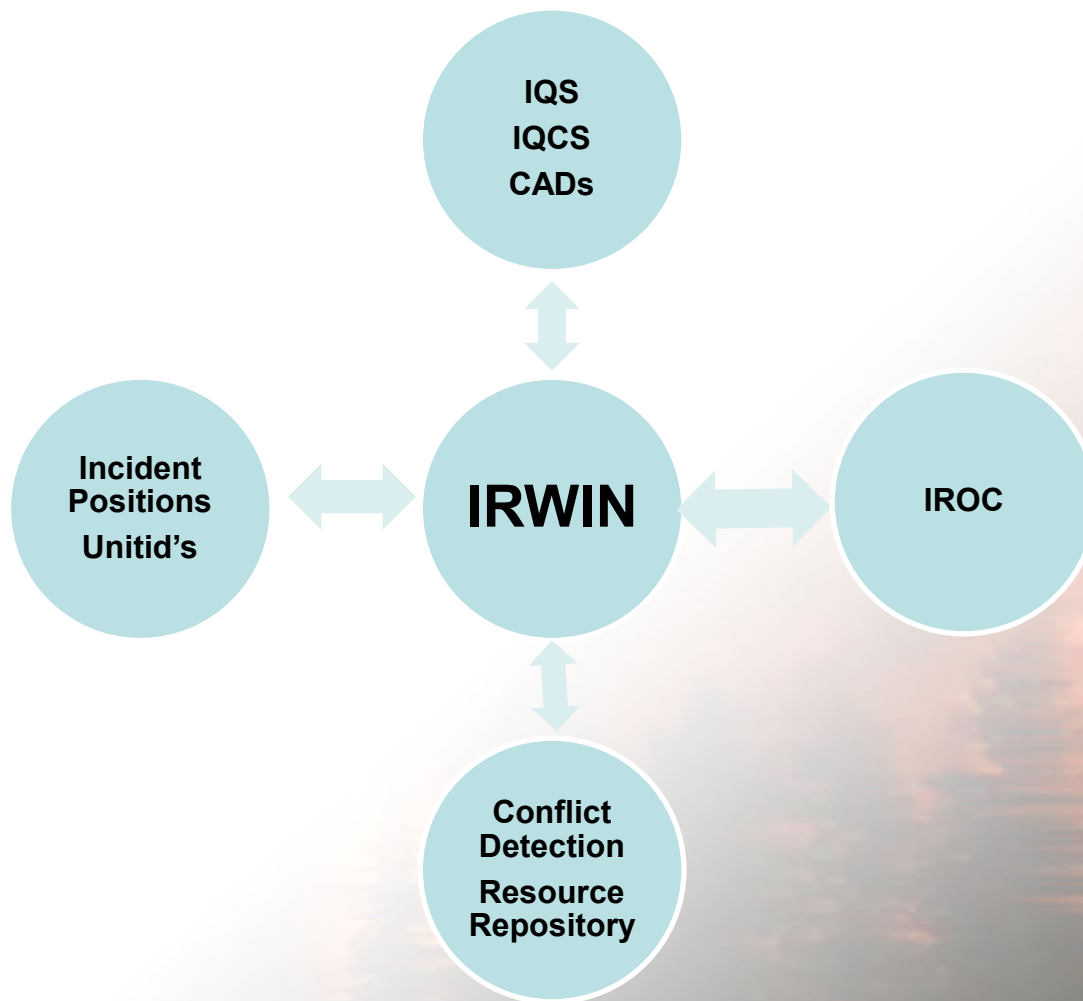 IQS
IQCS
CADs
Incident
Positions
Unitid’s
IRWIN
IROC
Conflict
Detection
Resource
Repository